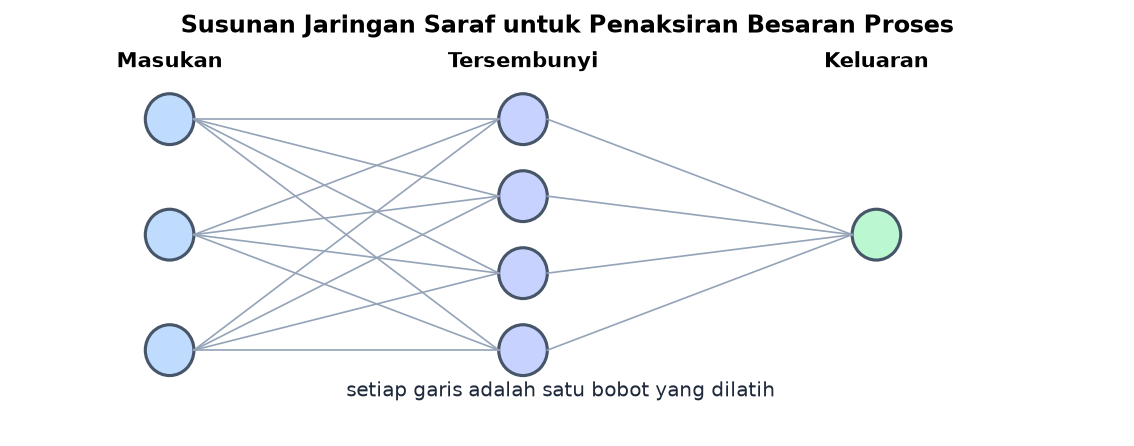 Susunan Jaringan Saraf untuk Penaksiran Besaran Proses
Masukan
Tersembunyi
Keluaran
setiap garis adalah satu bobot yang dilatih